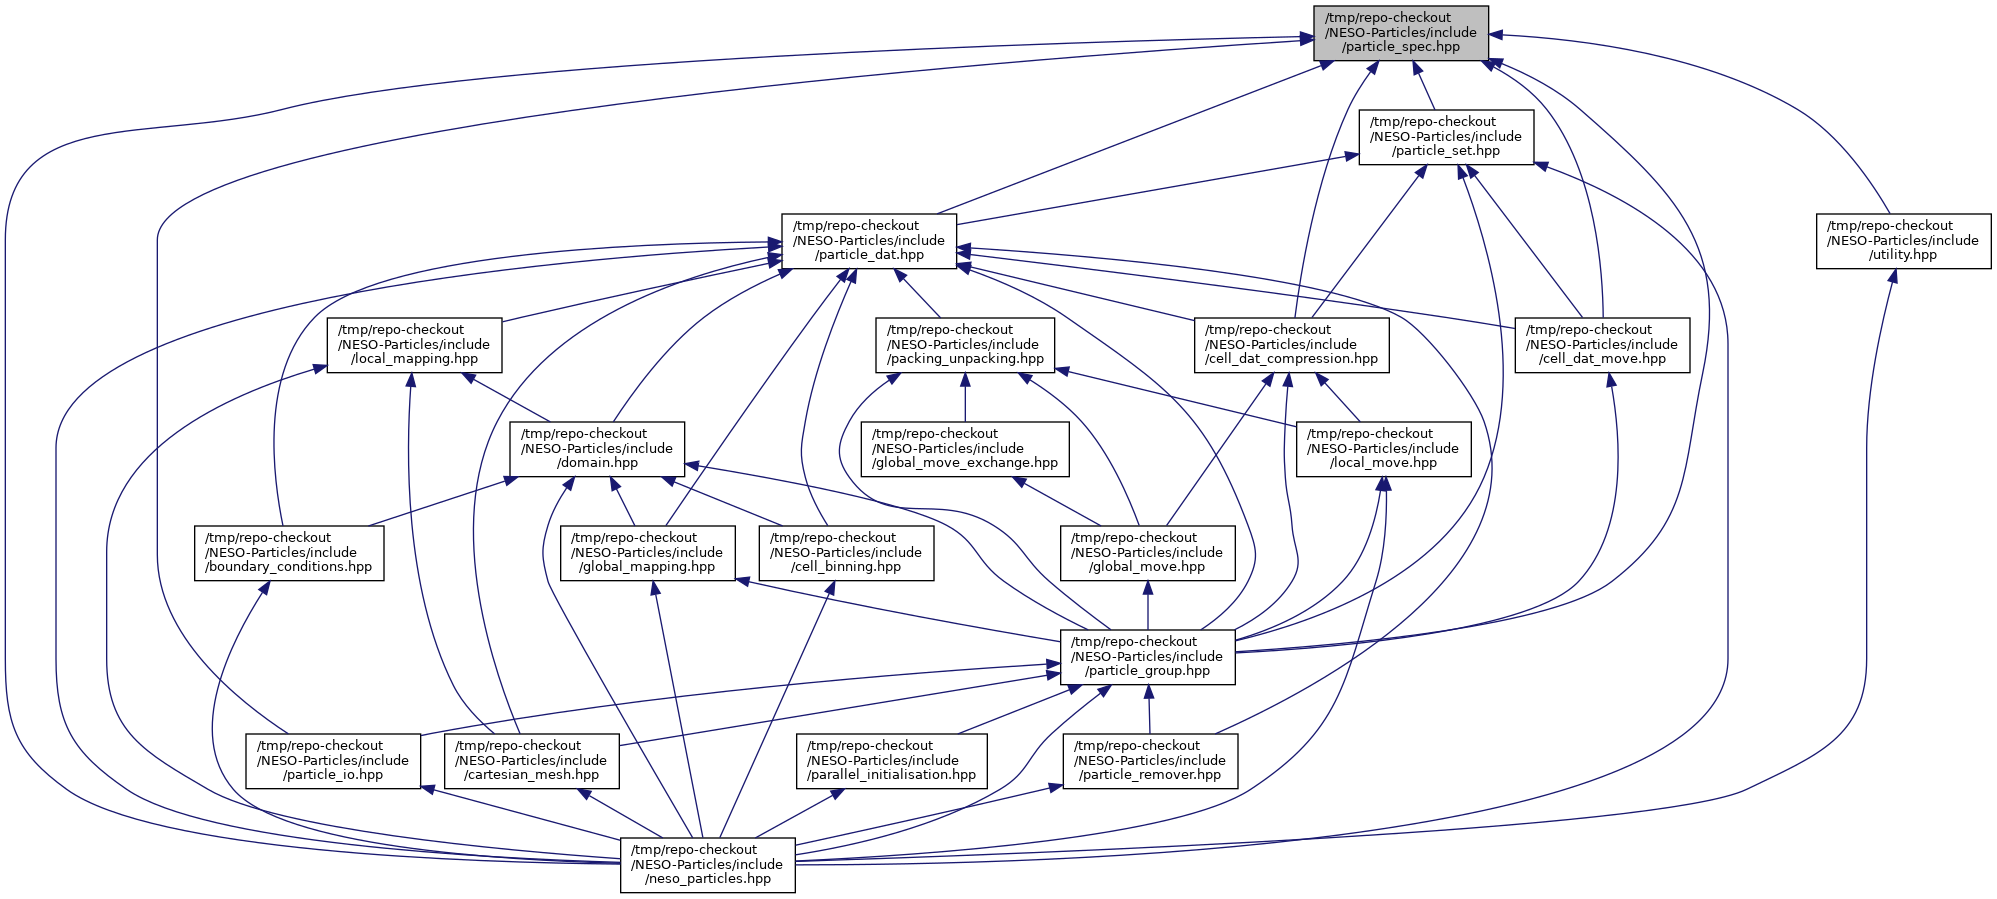 /tmp/repo-checkout
/NESO-Particles/include
/particle_spec.hpp
/tmp/repo-checkout
/NESO-Particles/include
/particle_set.hpp
/tmp/repo-checkout
/NESO-Particles/include
/particle_dat.hpp
/tmp/repo-checkout
/NESO-Particles/include
/utility.hpp
/tmp/repo-checkout
/NESO-Particles/include
/local_mapping.hpp
/tmp/repo-checkout
/NESO-Particles/include
/packing_unpacking.hpp
/tmp/repo-checkout
/NESO-Particles/include
/cell_dat_compression.hpp
/tmp/repo-checkout
/NESO-Particles/include
/cell_dat_move.hpp
/tmp/repo-checkout
/NESO-Particles/include
/domain.hpp
/tmp/repo-checkout
/NESO-Particles/include
/global_move_exchange.hpp
/tmp/repo-checkout
/NESO-Particles/include
/local_move.hpp
/tmp/repo-checkout
/NESO-Particles/include
/boundary_conditions.hpp
/tmp/repo-checkout
/NESO-Particles/include
/global_mapping.hpp
/tmp/repo-checkout
/NESO-Particles/include
/cell_binning.hpp
/tmp/repo-checkout
/NESO-Particles/include
/global_move.hpp
/tmp/repo-checkout
/NESO-Particles/include
/particle_group.hpp
/tmp/repo-checkout
/NESO-Particles/include
/particle_io.hpp
/tmp/repo-checkout
/NESO-Particles/include
/cartesian_mesh.hpp
/tmp/repo-checkout
/NESO-Particles/include
/parallel_initialisation.hpp
/tmp/repo-checkout
/NESO-Particles/include
/particle_remover.hpp
/tmp/repo-checkout
/NESO-Particles/include
/neso_particles.hpp